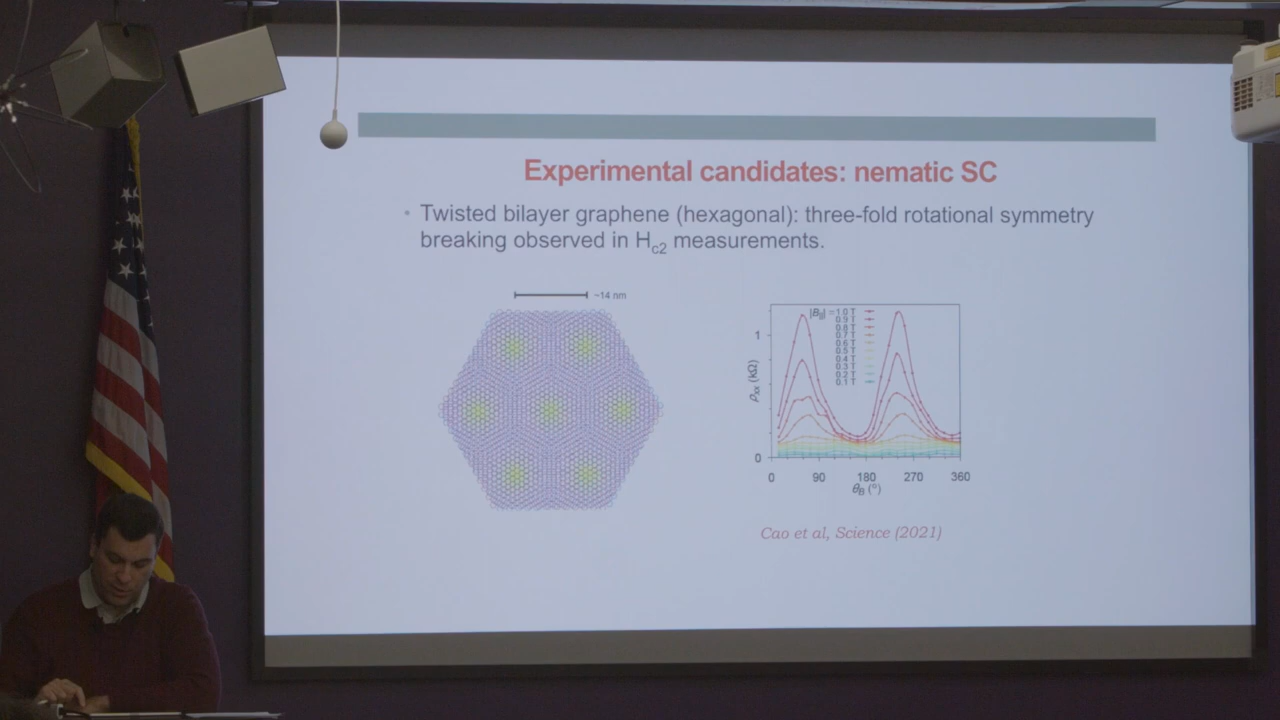 Experimental candidates: nematic SC
• Twisted bilayer graphene (hexagonal): three-fold rotational symmetry
breaking observed in Hc2 measurements.
~14 nm
|B∥| = 1.0 T
0.9 T
0.8 T
0.7 T
0.6 T
0.5 T
0.4 T
0.3 T
0.2 T
0.1 T
1
ρxx (kΩ)
0
0 90 180 270 360
θB (°)
Cao et al, Science (2021)